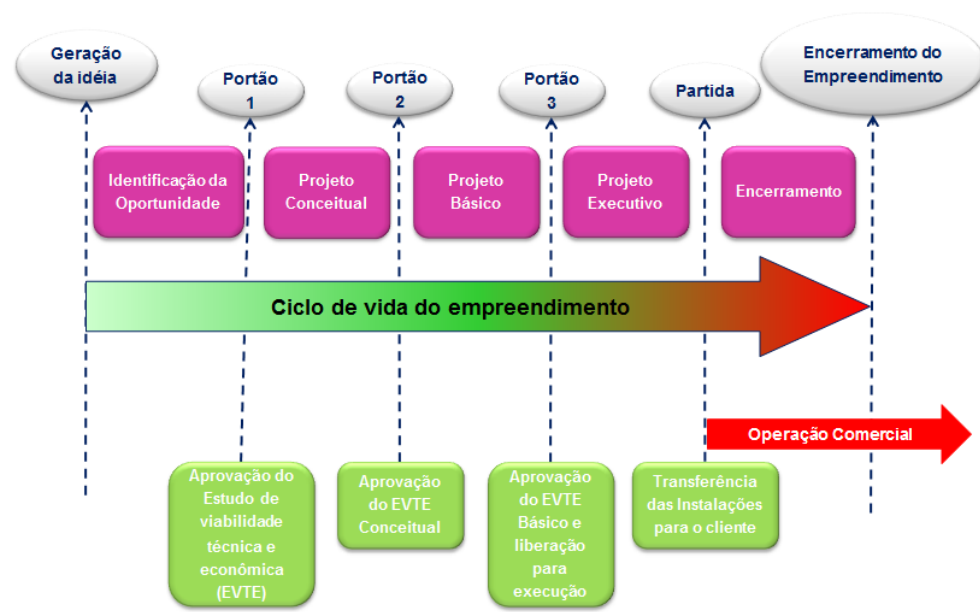 Geração
da idéia
Portão
1
Portão
2
Portão
3
Partida
Encerramento do
Empreendimento
Identificação da
Oportunidade
Projeto
Conceitual
Projeto
Básico
Projeto
Executivo
Encerramento
Ciclo de vida do empreendimento
Operação Comercial
Aprovação do
Estudo de
viabilidade
técnica e
econômica
(EVTE)
Aprovação
do EVTE
Conceitual
Aprovação
do EVTE
Básico e
liberação
para
execução
Transferência
das Instalações
para o cliente